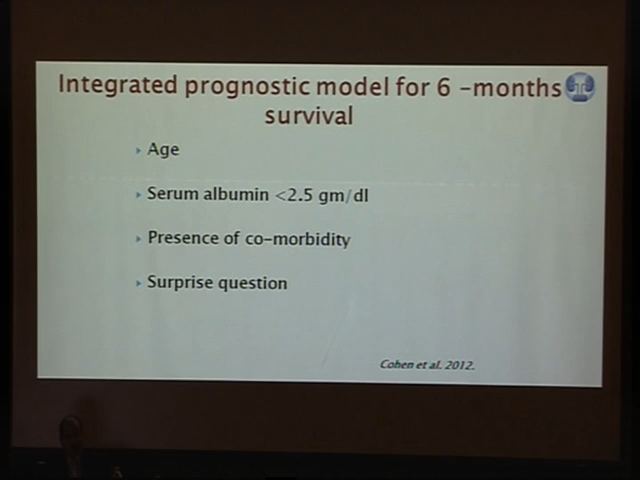 Integrated prognostic model for 6 -months
survival
Age
Serum albumin <2.5 gm/dl
Presence of co-morbidity
Surprise question
Cohen et al. 2012.